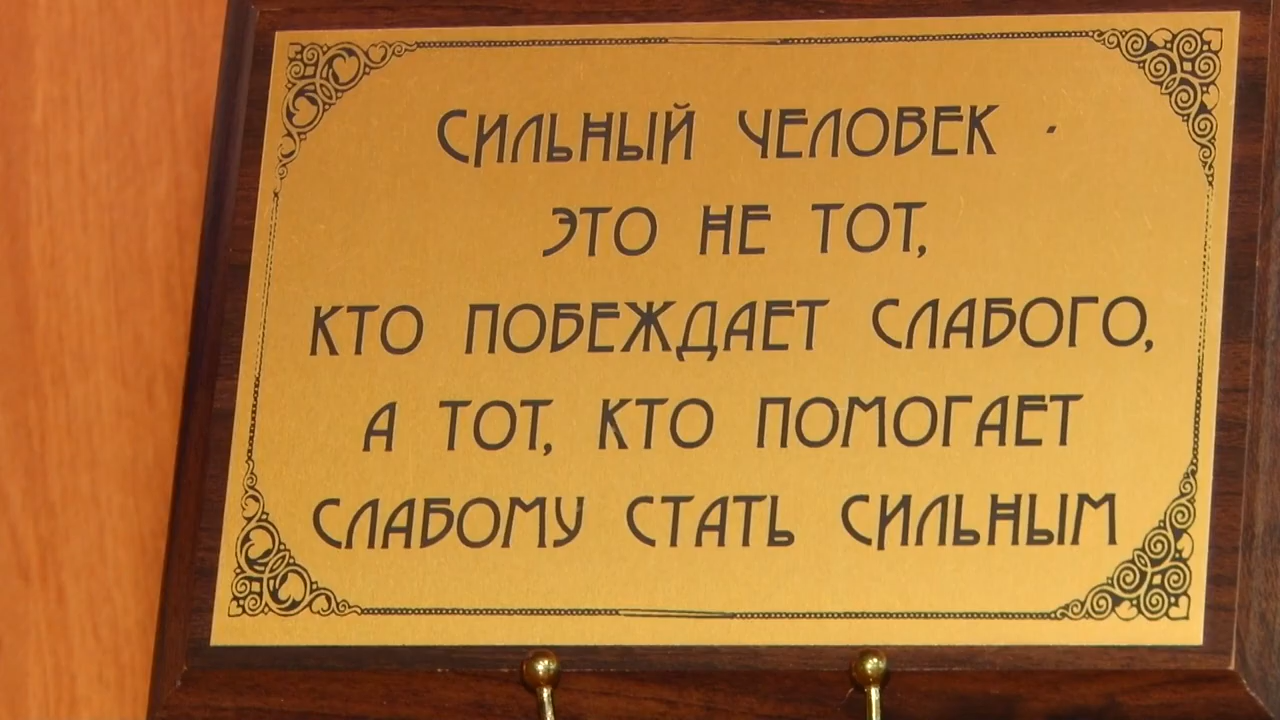 СИЛЬНЫЙ ЧЕЛОВЕК -
ЭТО НЕ ТОТ,
КТО ПОБЕЖДАЕТ СЛАБОГО,
А ТОТ, КТО ПОМОГАЕТ
СЛАБОМУ СТАТЬ СИЛЬНЫМ